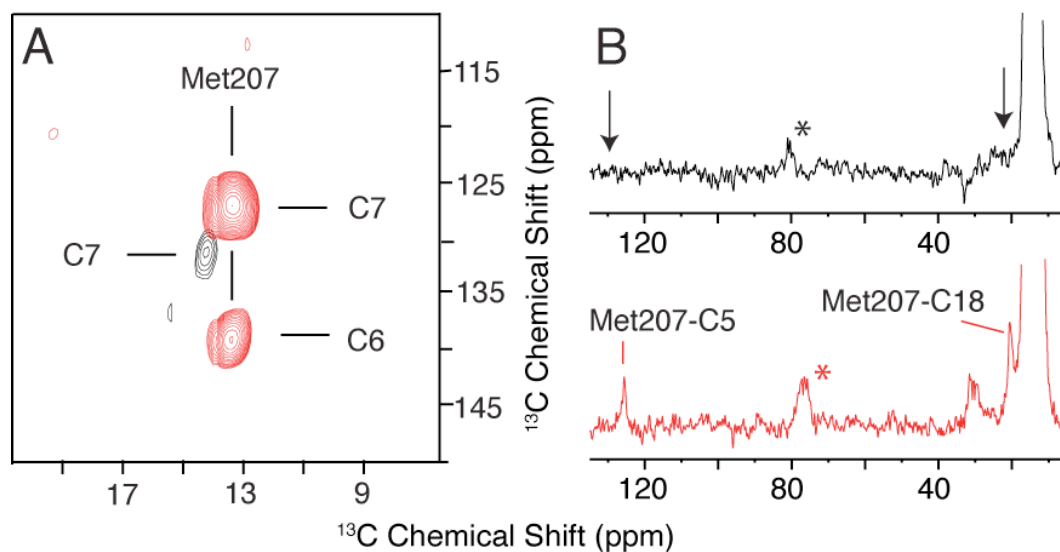 A
Met207
C7
C7
C6
115
125
135
145
17
13
9
¹³C Chemical Shift (ppm)
B
*
120
80
40
Met207-C5
Met207-C18
*
120
80
40
¹³C Chemical Shift (ppm)